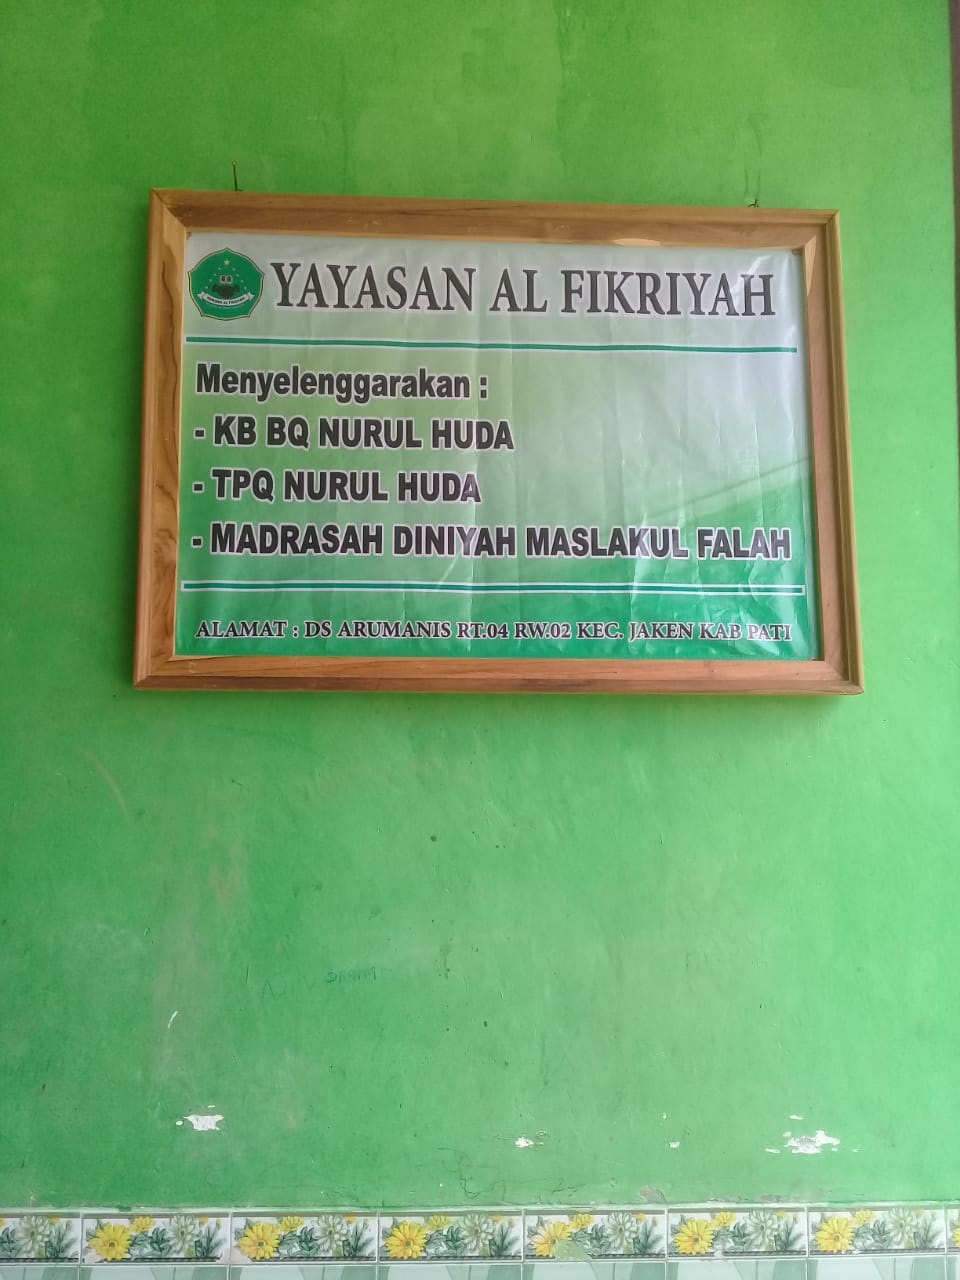 YAYASAN AL FIKRIYAH
Menyelenggarakan :
- KB BQ NURUL HUDA
- TPQ NURUL HUDA
- MADRASAH DINIYAH MASLAKUL FALAH
ALAMAT : DS ARUMANIS RT.04 RW.02 KEC. JAKEN KAB PATI